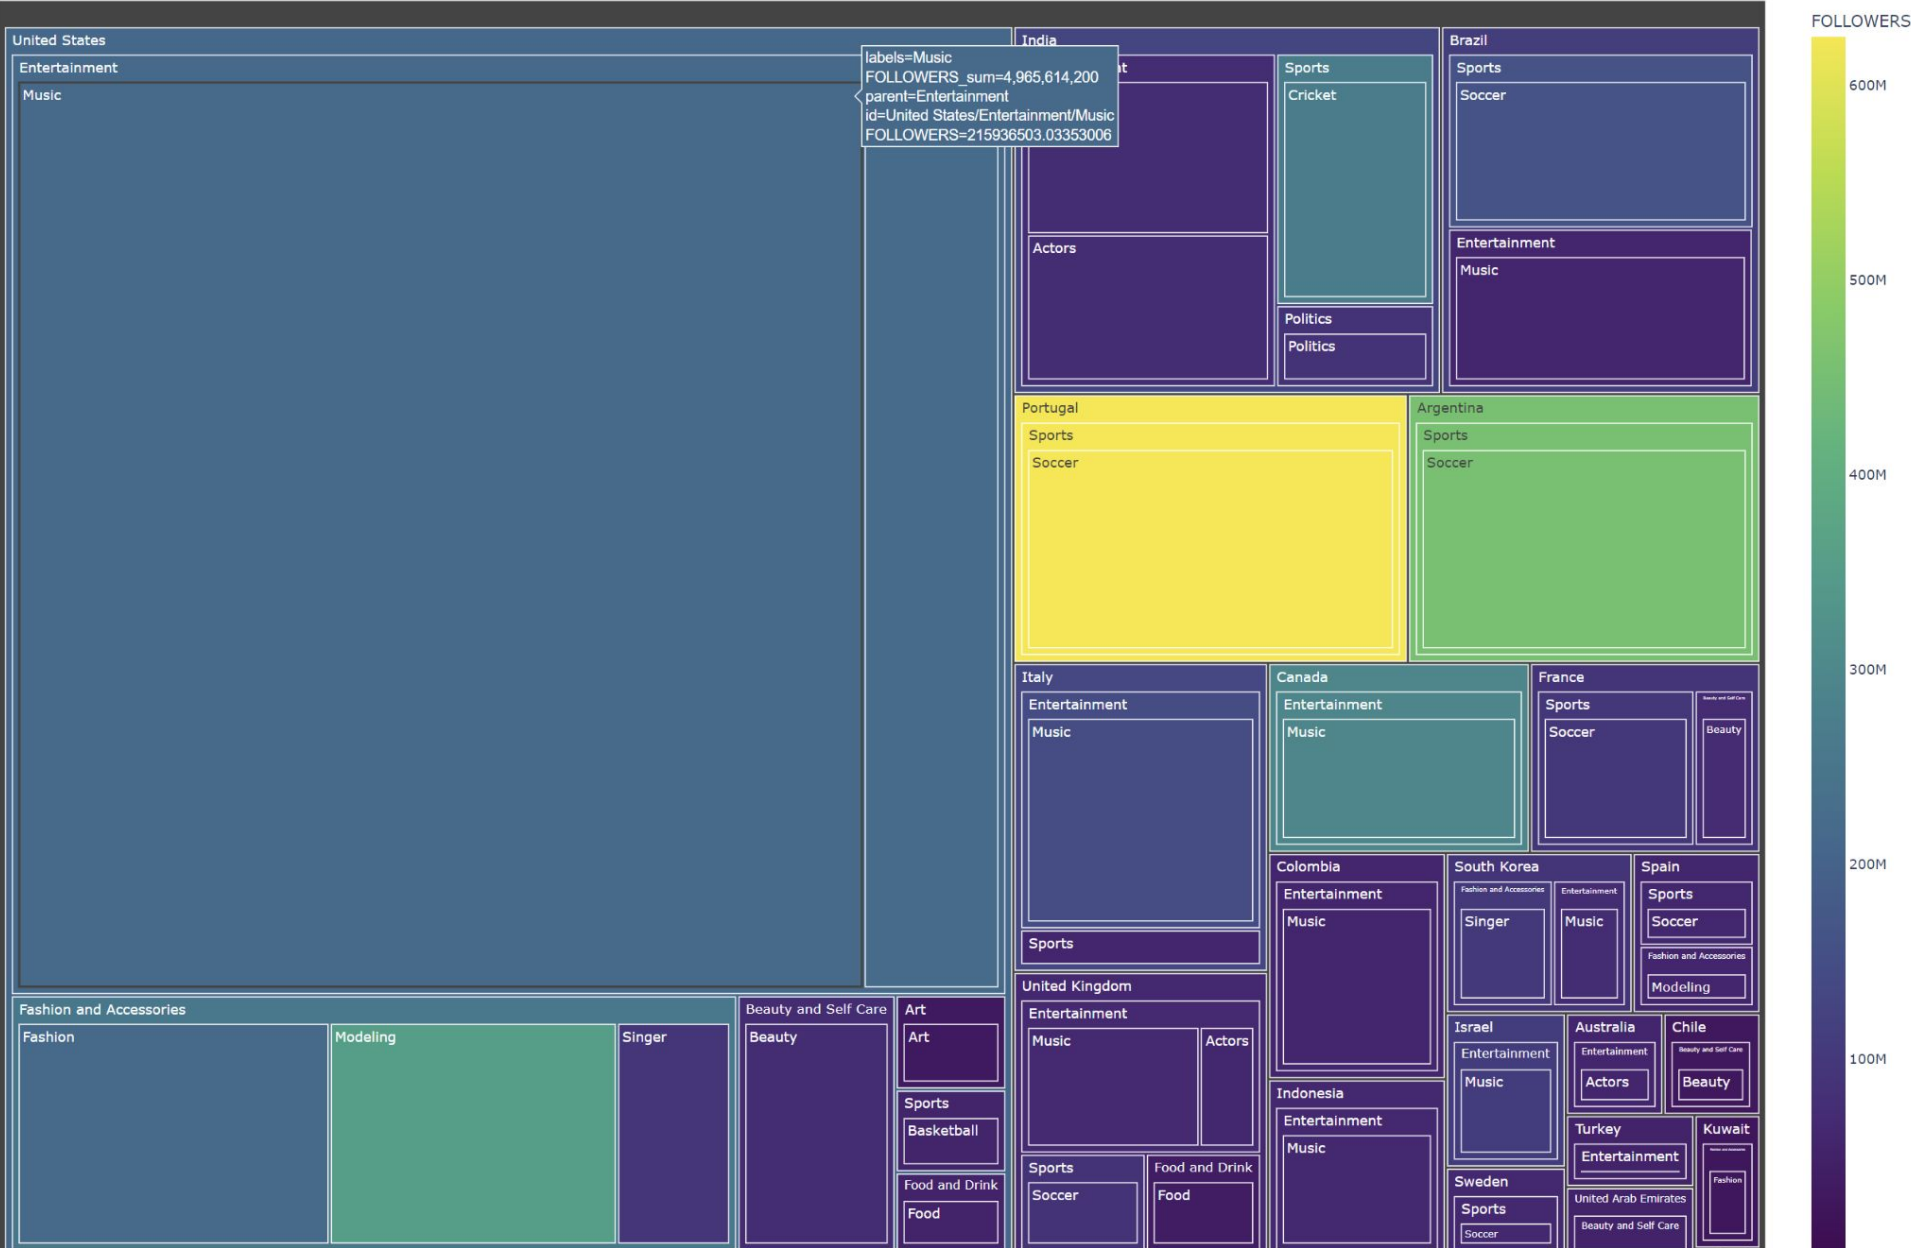 FOLLOWERS
600M
500M
400M
300M
200M
100M
United States
Entertainment
Music
labels=Music
FOLLOWERS_sum=4,965,614,200
parent=Entertainment
id=United States/Entertainment/Music
FOLLOWERS=215936503.03353006
Fashion and Accessories
Fashion
Modeling
Singer
Beauty and Self Care
Beauty
Art
Art
Sports
Basketball
Food and Drink
Food
India
Actors
Sports
Cricket
Politics
Politics
Brazil
Sports
Soccer
Entertainment
Music
Portugal
Sports
Soccer
Argentina
Sports
Soccer
Italy
Entertainment
Music
Sports
Canada
Entertainment
Music
France
Sports
Soccer
Beauty and Self Care
Beauty
United Kingdom
Entertainment
Music
Actors
Sports
Soccer
Food and Drink
Food
Colombia
Entertainment
Music
Indonesia
Entertainment
Music
South Korea
Fashion and Accessories
Singer
Entertainment
Music
Spain
Sports
Soccer
Fashion and Accessories
Modeling
Israel
Entertainment
Music
Australia
Entertainment
Actors
Chile
Beauty and Self Care
Beauty
Sweden
Sports
Soccer
Turkey
Entertainment
United Arab Emirates
Beauty and Self Care
Kuwait
Fashion